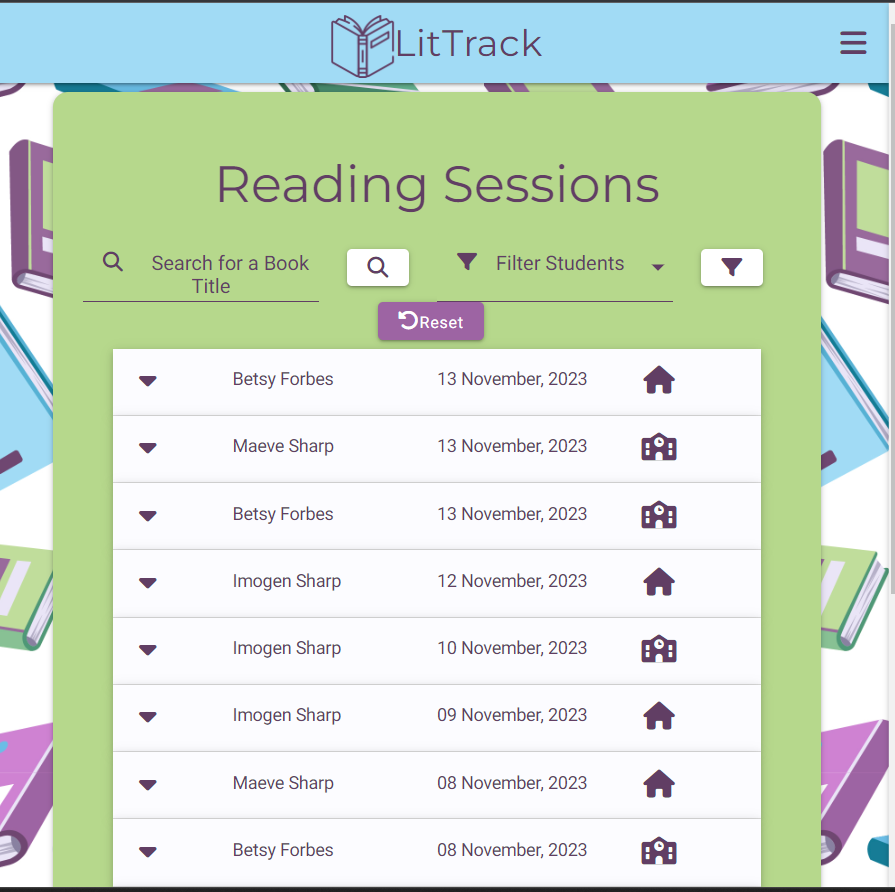 LitTrack
Reading Sessions
Search for a Book
Title
Filter Students
Reset
Betsy Forbes 13 November, 2023
Maeve Sharp 13 November, 2023
Betsy Forbes 13 November, 2023
Imogen Sharp 12 November, 2023
Imogen Sharp 10 November, 2023
Imogen Sharp 09 November, 2023
Maeve Sharp 08 November, 2023
Betsy Forbes 08 November, 2023